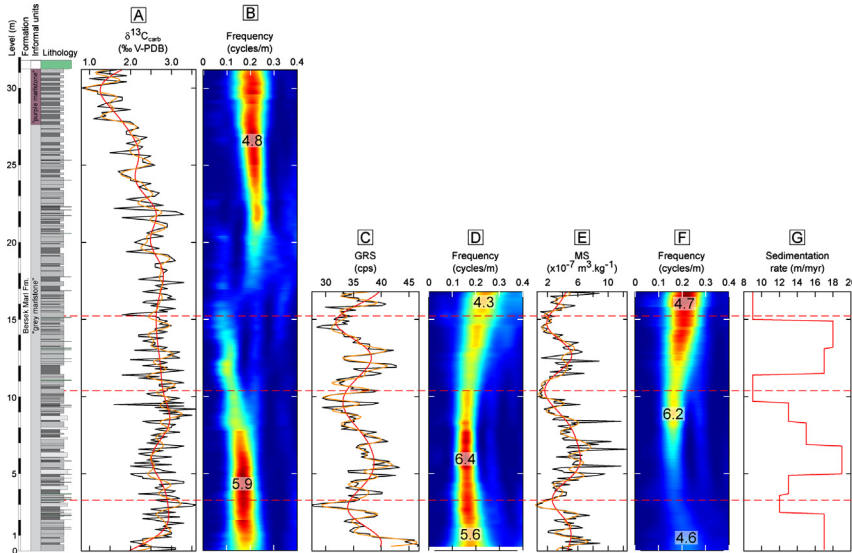 Level (m)
Formation
Informal units
Lithology
30
25
20
15
10
5
1
0
Bersek Marl Fm.
"purple marlstone"
"grey marlstone"
A
δ13Ccarb
(‰ V-PDB)
1.0 2.0 3.0
B
Frequency
(cycles/m)
0 0.1 0.2 0.3 0.4
4.8
5.9
C
GRS
(cps)
30 35 40 45
D
Frequency
(cycles/m)
0 0.1 0.2 0.3 0.4
4.3
6.4
5.6
E
MS
(x10-7 m3.kg-1)
2 6 10
F
Frequency
(cycles/m)
0 0.1 0.2 0.3 0.4
4.7
6.2
4.6
G
Sedimentation
rate (m/myr)
8 10 12 14 16 18 20